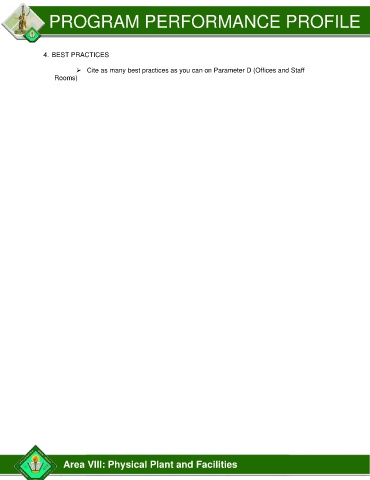 PROGRAM PERFORMANCE PROFILE
4. BEST PRACTICES
➢ Cite as many best practices as you can on Parameter D (Offices and Staff
Rooms)
Area VIII: Physical Plant and Facilities